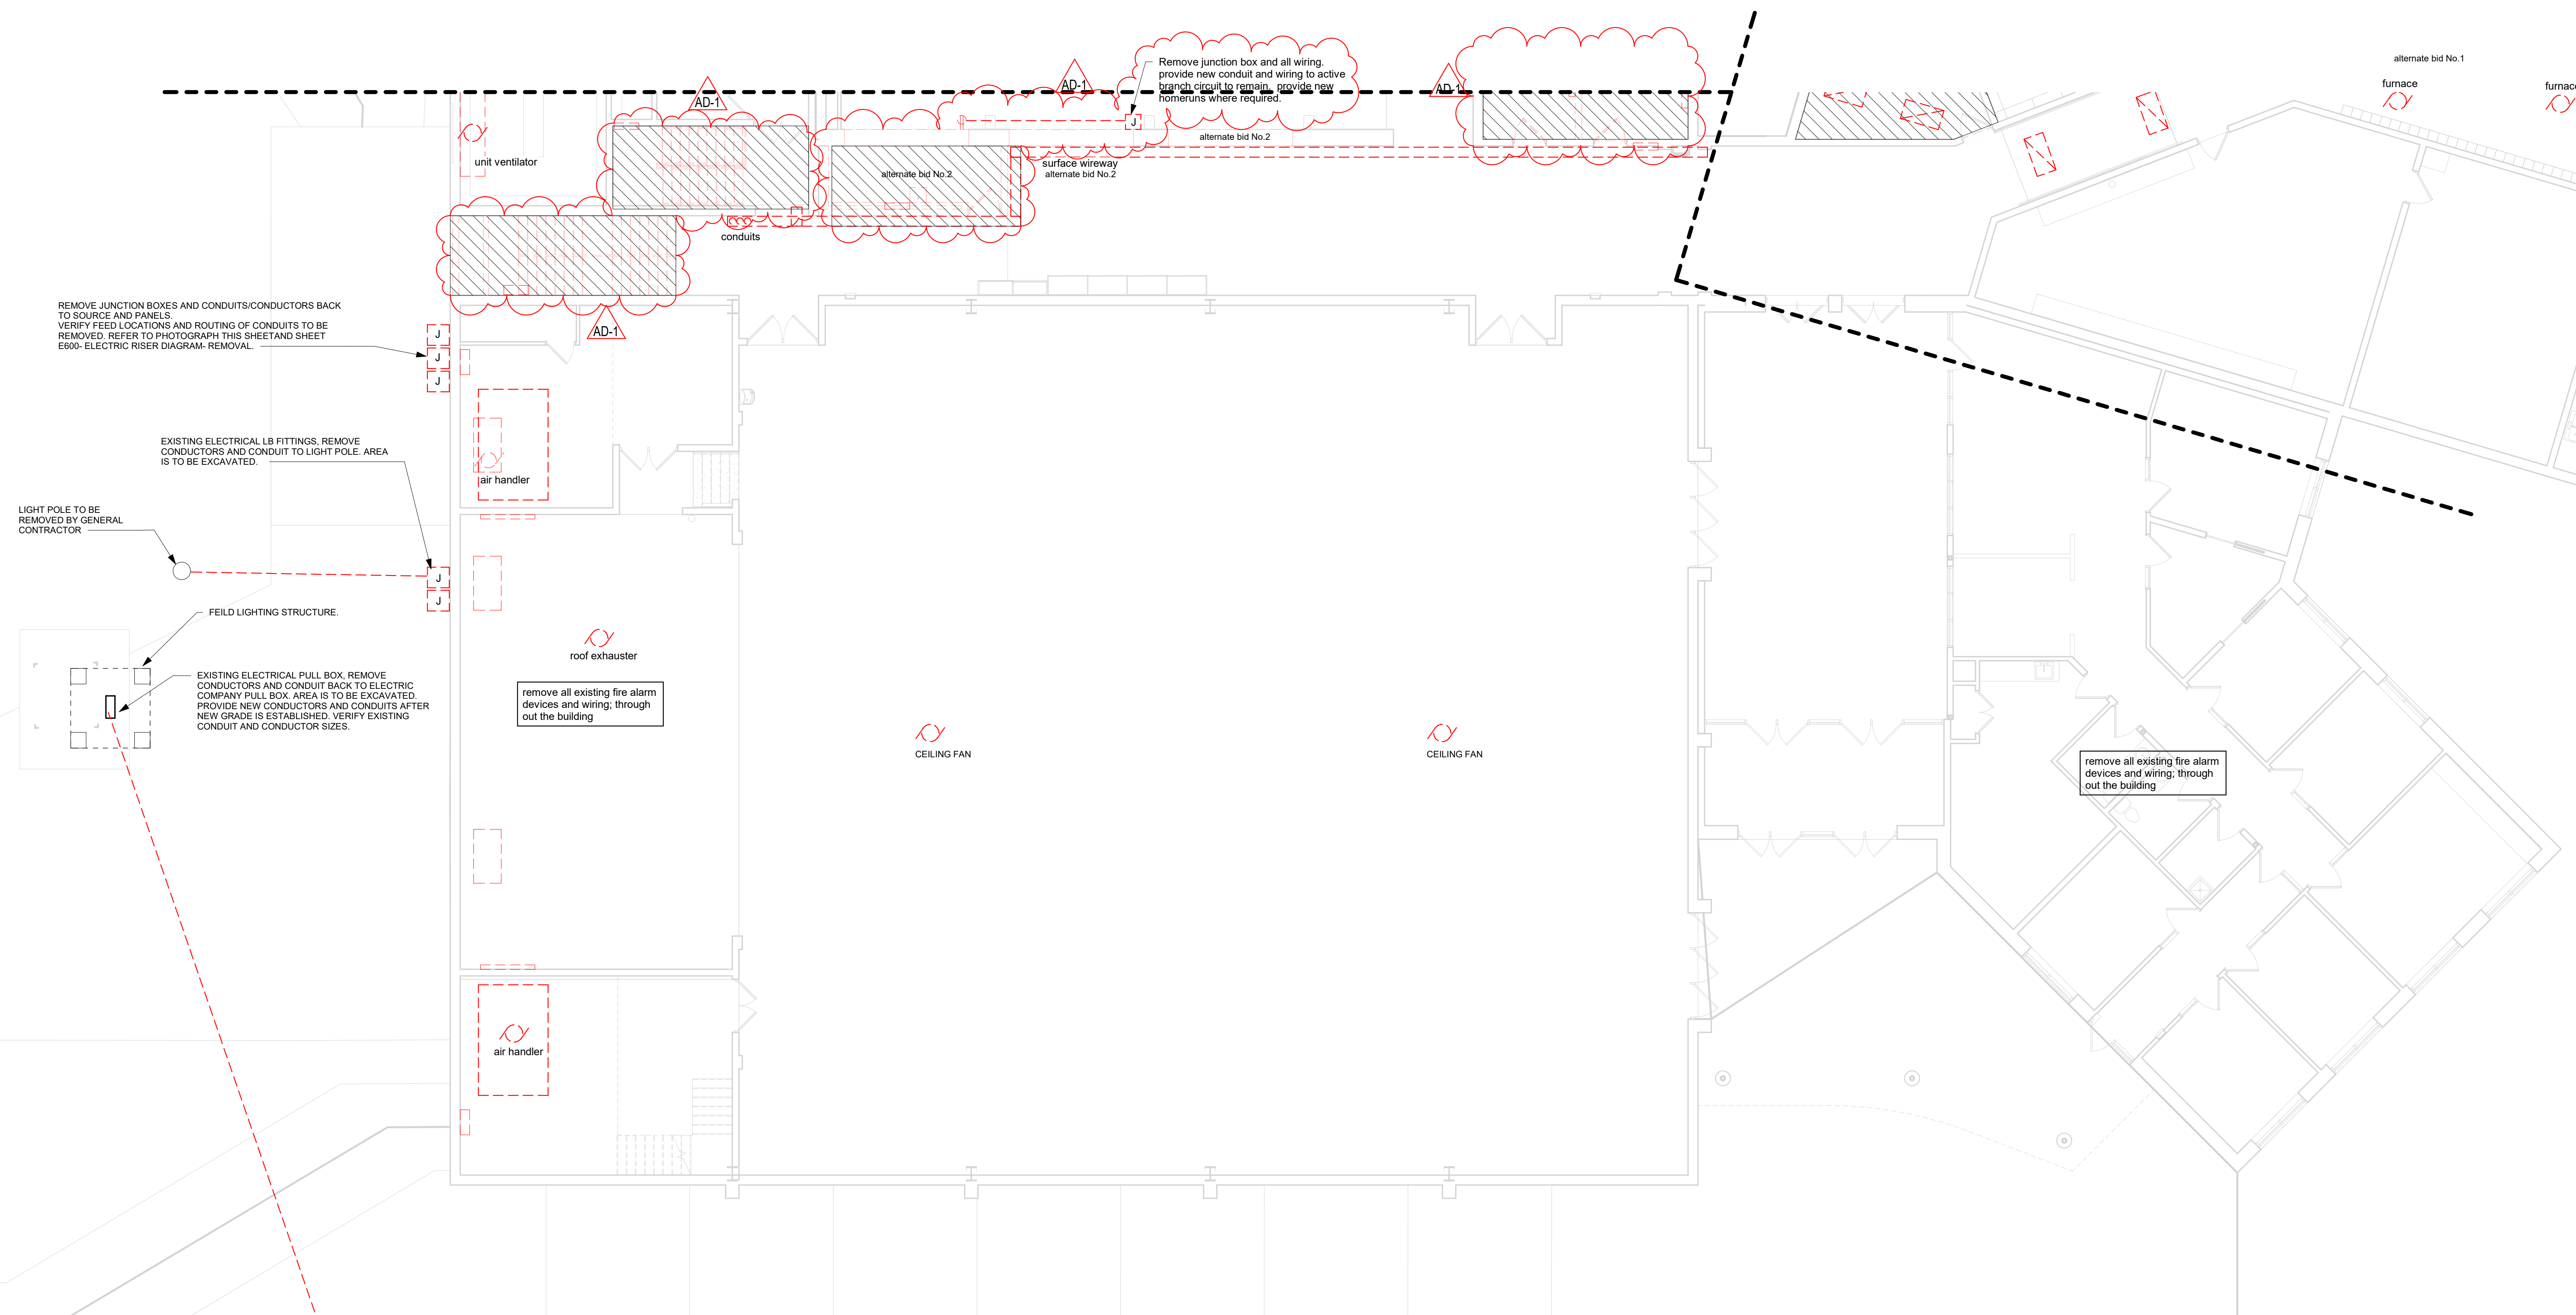 alternate bid No.1
furnace
furnace
Remove junction box and all wiring.
provide new conduit and wiring to active
branch circuit to remain. provide new
homeruns where required.
AD-1
AD-1
AD-1
J
alternate bid No.2
unit ventilator
surface wireway
alternate bid No.2
alternate bid No.2
conduits
REMOVE JUNCTION BOXES AND CONDUITS/CONDUCTORS BACK
TO SOURCE AND PANELS.
VERIFY FEED LOCATIONS AND ROUTING OF CONDUITS TO BE
REMOVED. REFER TO PHOTOGRAPH THIS SHEETAND SHEET
E600- ELECTRIC RISER DIAGRAM- REMOVAL.
J
J
J
AD-1
EXISTING ELECTRICAL LB FITTINGS, REMOVE
CONDUCTORS AND CONDUIT TO LIGHT POLE. AREA
IS TO BE EXCAVATED.
air handler
LIGHT POLE TO BE
REMOVED BY GENERAL
CONTRACTOR
J
J
FEILD LIGHTING STRUCTURE.
EXISTING ELECTRICAL PULL BOX, REMOVE
CONDUCTORS AND CONDUIT BACK TO ELECTRIC
COMPANY PULL BOX. AREA IS TO BE EXCAVATED.
PROVIDE NEW CONDUCTORS AND CONDUITS AFTER
NEW GRADE IS ESTABLISHED. VERIFY EXISTING
CONDUIT AND CONDUCTOR SIZES.
roof exhauster
remove all existing fire alarm
devices and wiring; through
out the building
CEILING FAN
CEILING FAN
remove all existing fire alarm
devices and wiring; through
out the building
air handler